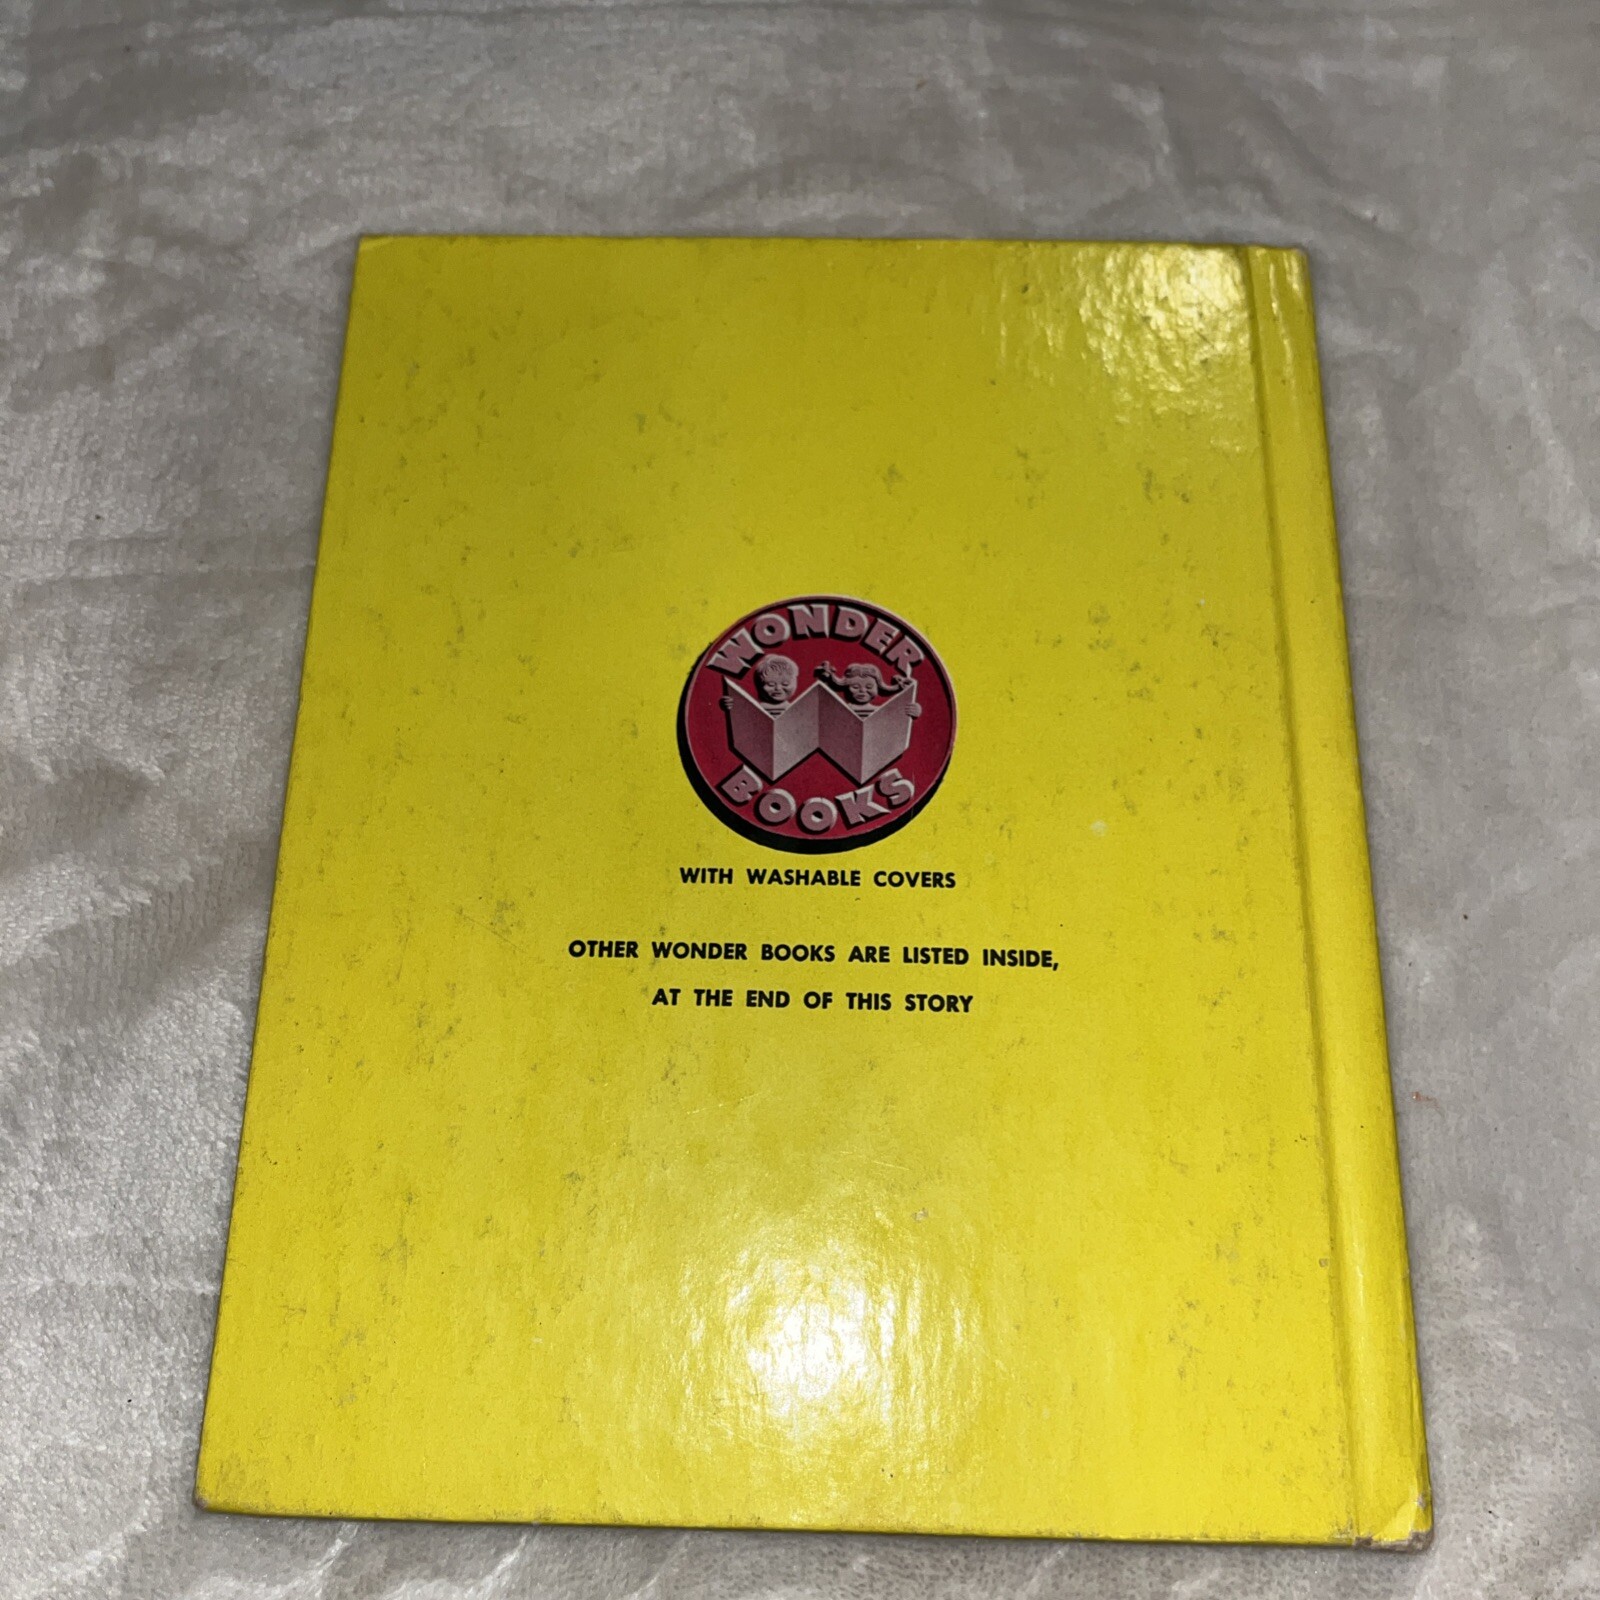 WONDER
BOOKS
WITH WASHABLE COVERS
OTHER WONDER BOOKS ARE LISTED INSIDE,
AT THE END OF THIS STORY